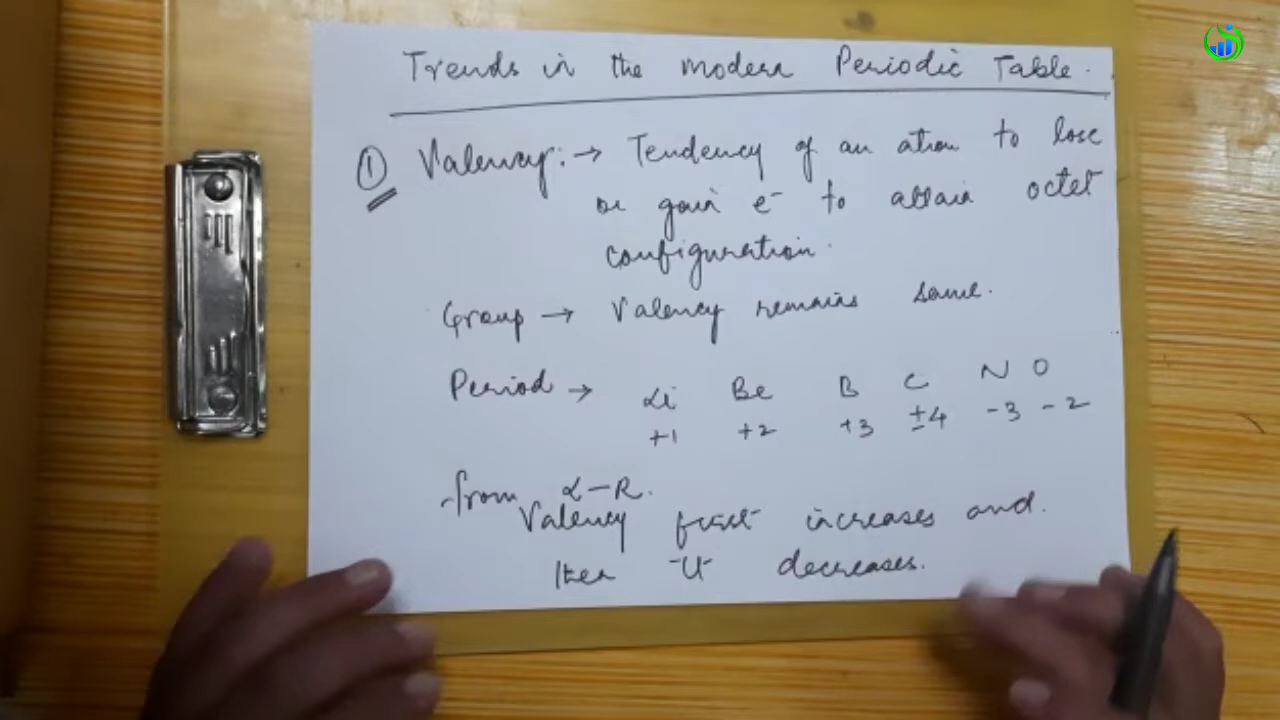 Trends in the modern Periodic Table.
① Valency:→ Tendency of an atom to lose
or gain e⁻ to attain octet
configuration.
Group → Valency remains same.
Period → Li Be B C N O
+1 +2 +3 ±4 -3 -2
from L-R.
Valency first increases and
then it decreases.